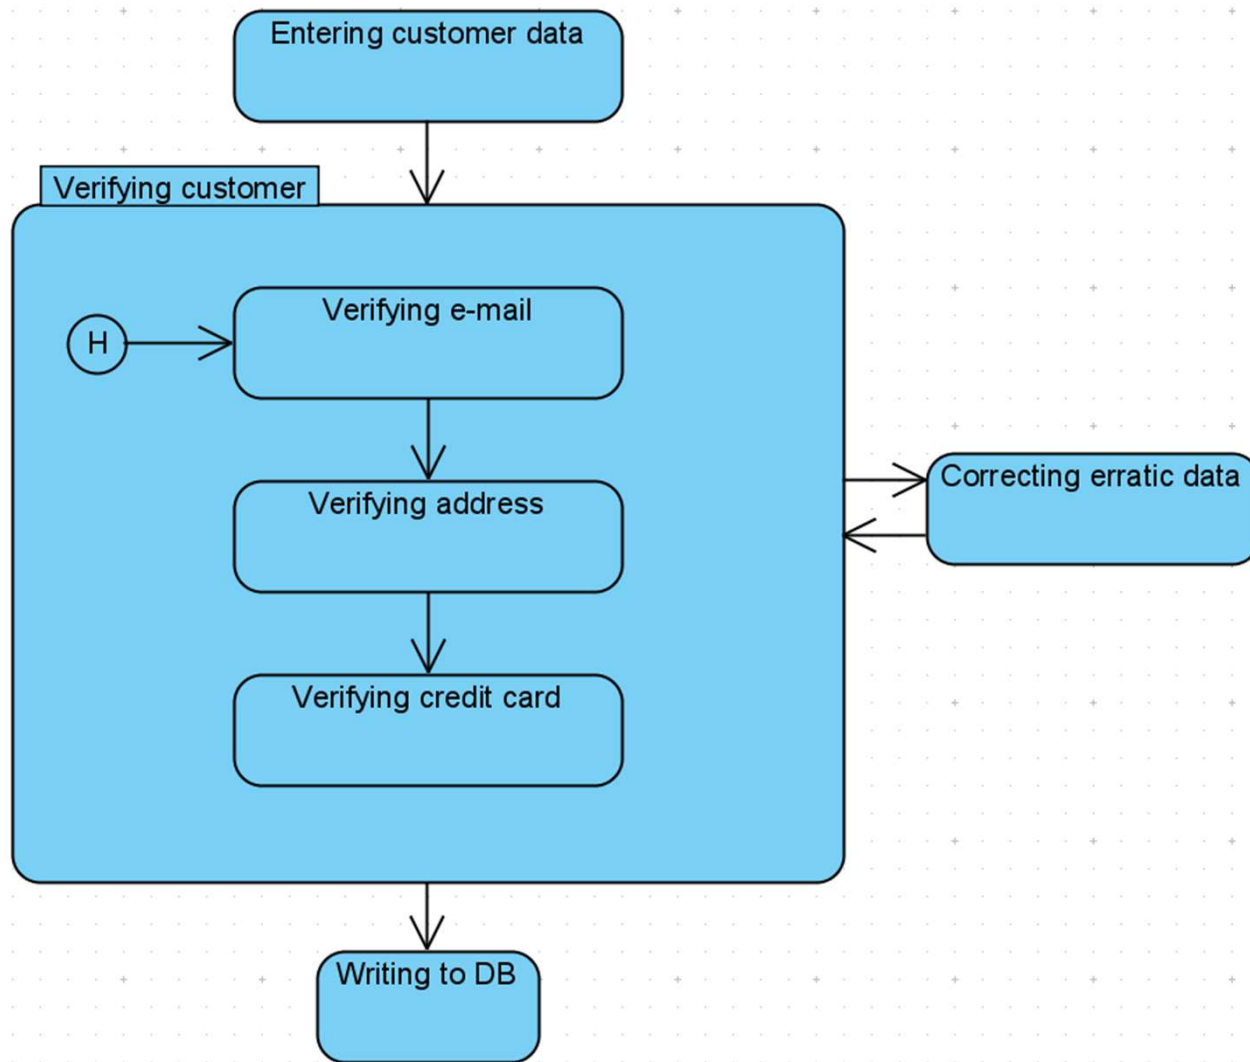 Entering customer data
Verifying customer
Verifying e-mail
H
Verifying address
Correcting erratic data
Verifying credit card
Writing to DB